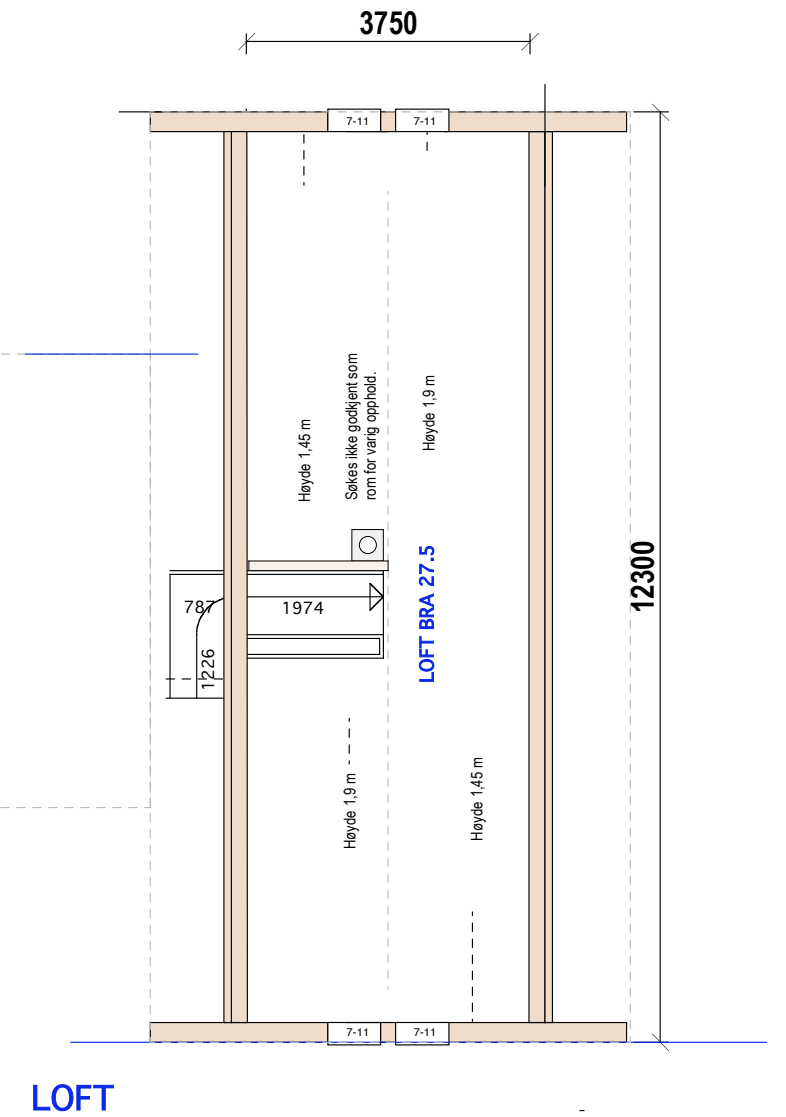 3750
7-11
7-11
Høyde 1,45 m
Søkes ikke godkjent som
rom for varig opphold.
Høyde 1,9 m
12300
LOFT BRA 27.5
787
1974
1226
Høyde 1,9 m
Høyde 1,45 m
7-11
7-11
LOFT